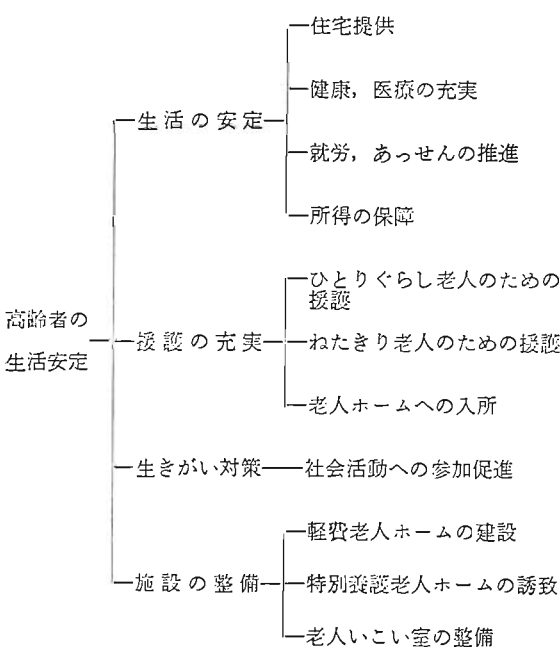 高齢者の
生活安定
生活の安定
住宅提供
健康，医療の充実
就労，あっせんの推進
所得の保障
援護の充実
ひとりぐらし老人のための
援護
ねたきり老人のための援護
老人ホームへの入所
生きがい対策
社会活動への参加促進
施設の整備
軽費老人ホームの建設
特別養護老人ホームの誘致
老人いこい室の整備